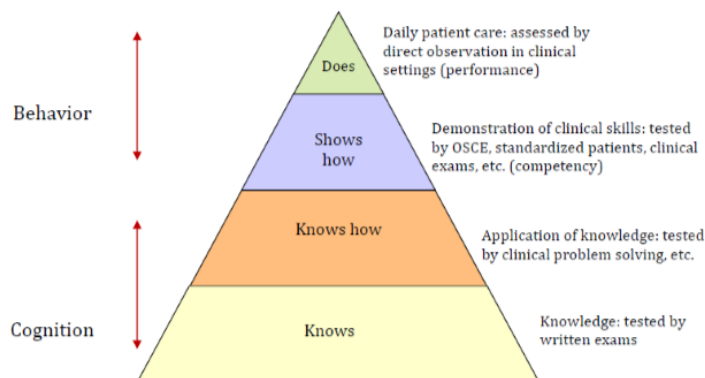 Does
Daily patient care: assessed by
direct observation in clinical
settings (performance)
Behavior
Shows
how
Demonstration of clinical skills: tested
by OSCE, standardized patients, clinical
exams, etc. (competency)
Knows how
Application of knowledge: tested
by clinical problem solving, etc.
Cognition
Knows
Knowledge: tested by
written exams